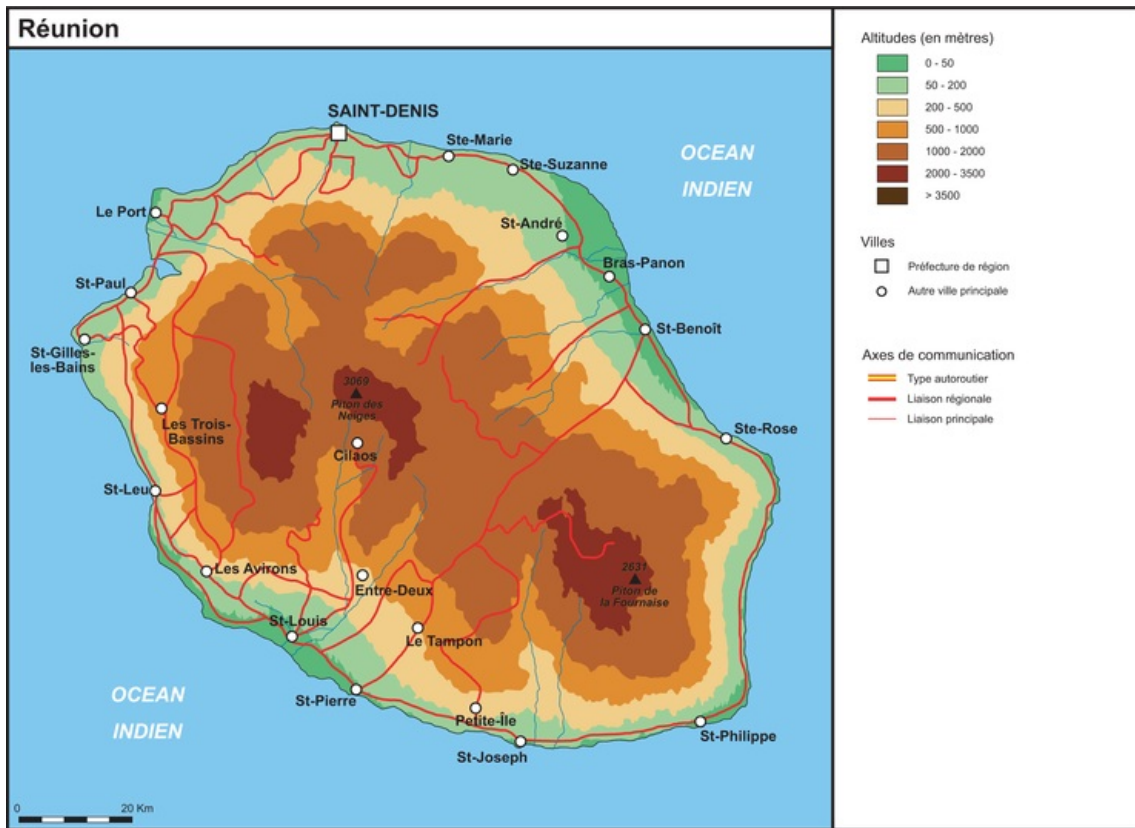 Réunion
SAINT-DENIS
Ste-Marie
Ste-Suzanne
OCEAN
INDIEN
Le Port
St-André
Bras-Panon
St-Paul
St-Benoît
St-Gilles-
les-Bains
3069
Piton des
Neiges
Les Trois-
Bassins
Cilaos
Ste-Rose
St-Leu
Les Avirons
Entre-Deux
2631
Piton de
la Fournaise
St-Louis
Le Tampon
OCEAN
INDIEN
St-Pierre
Petite-Île
St-Philippe
St-Joseph
0 20 Km
Altitudes (en mètres)
0 - 50
50 - 200
200 - 500
500 - 1000
1000 - 2000
2000 - 3500
> 3500
Villes
Préfecture de région
Autre ville principale
Axes de communication
Type autoroutier
Liaison régionale
Liaison principale